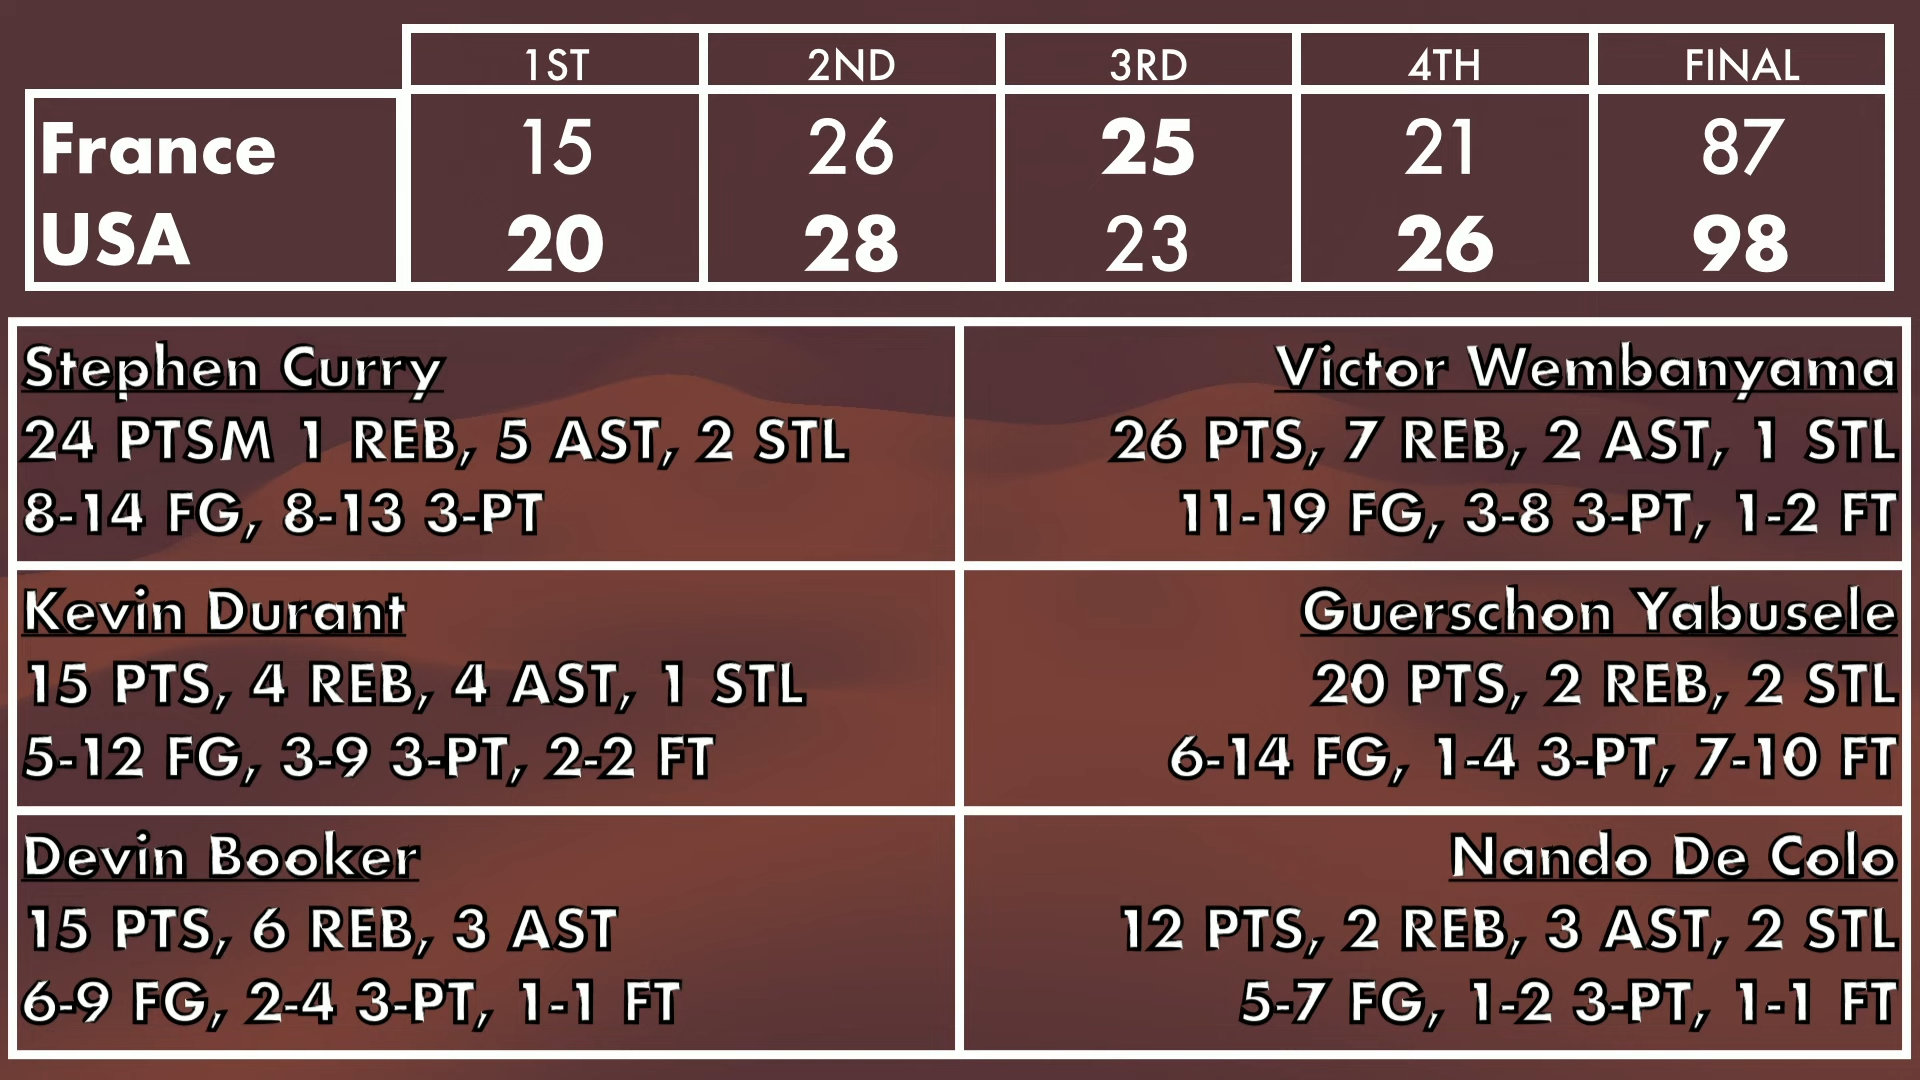 1ST 2ND 3RD 4TH FINAL
France 15 26 25 21 87
USA 20 28 23 26 98
Stephen Curry
24 PTSM 1 REB, 5 AST, 2 STL
8-14 FG, 8-13 3-PT
Victor Wembanyama
26 PTS, 7 REB, 2 AST, 1 STL
11-19 FG, 3-8 3-PT, 1-2 FT
Kevin Durant
15 PTS, 4 REB, 4 AST, 1 STL
5-12 FG, 3-9 3-PT, 2-2 FT
Guerschon Yabusele
20 PTS, 2 REB, 2 STL
6-14 FG, 1-4 3-PT, 7-10 FT
Devin Booker
15 PTS, 6 REB, 3 AST
6-9 FG, 2-4 3-PT, 1-1 FT
Nando De Colo
12 PTS, 2 REB, 3 AST, 2 STL
5-7 FG, 1-2 3-PT, 1-1 FT